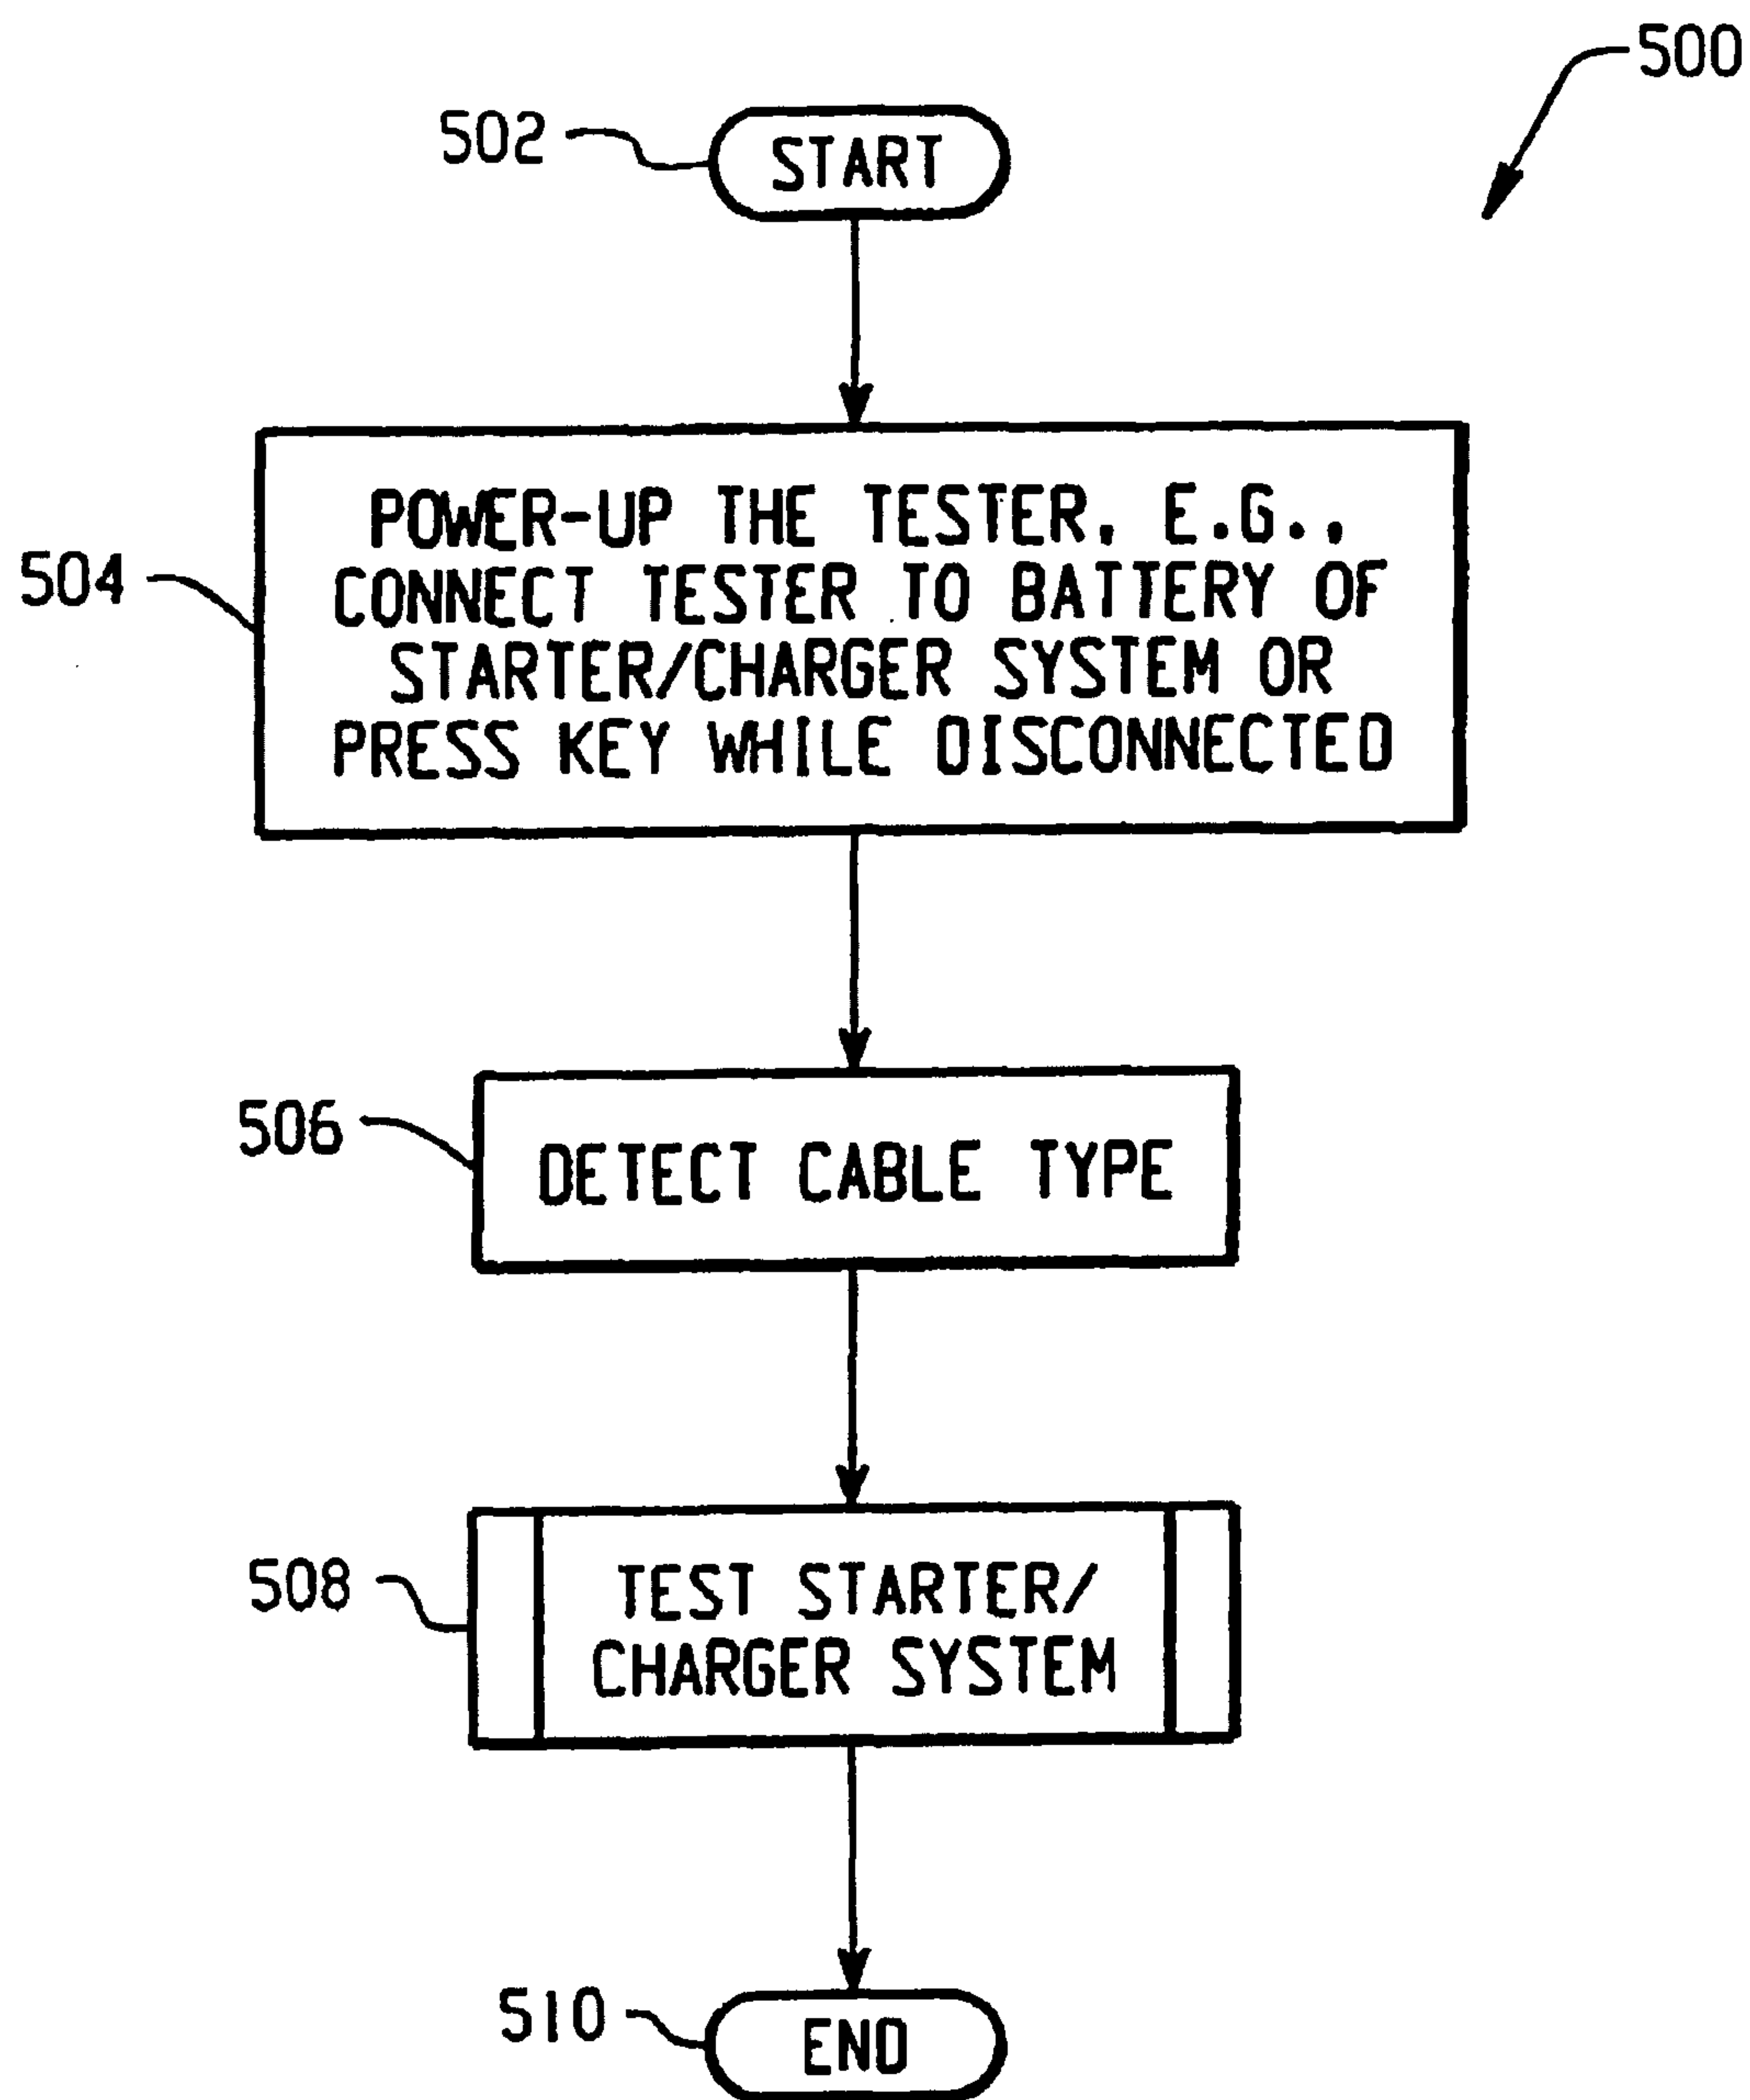 500
502
START
504
POWER-UP THE TESTER, E.G.,
CONNECT TESTER TO BATTERY OF
STARTER/CHARGER SYSTEM OR
PRESS KEY WHILE DISCONNECTED
506
DETECT CABLE TYPE
508
TEST STARTER/
CHARGER SYSTEM
510
END